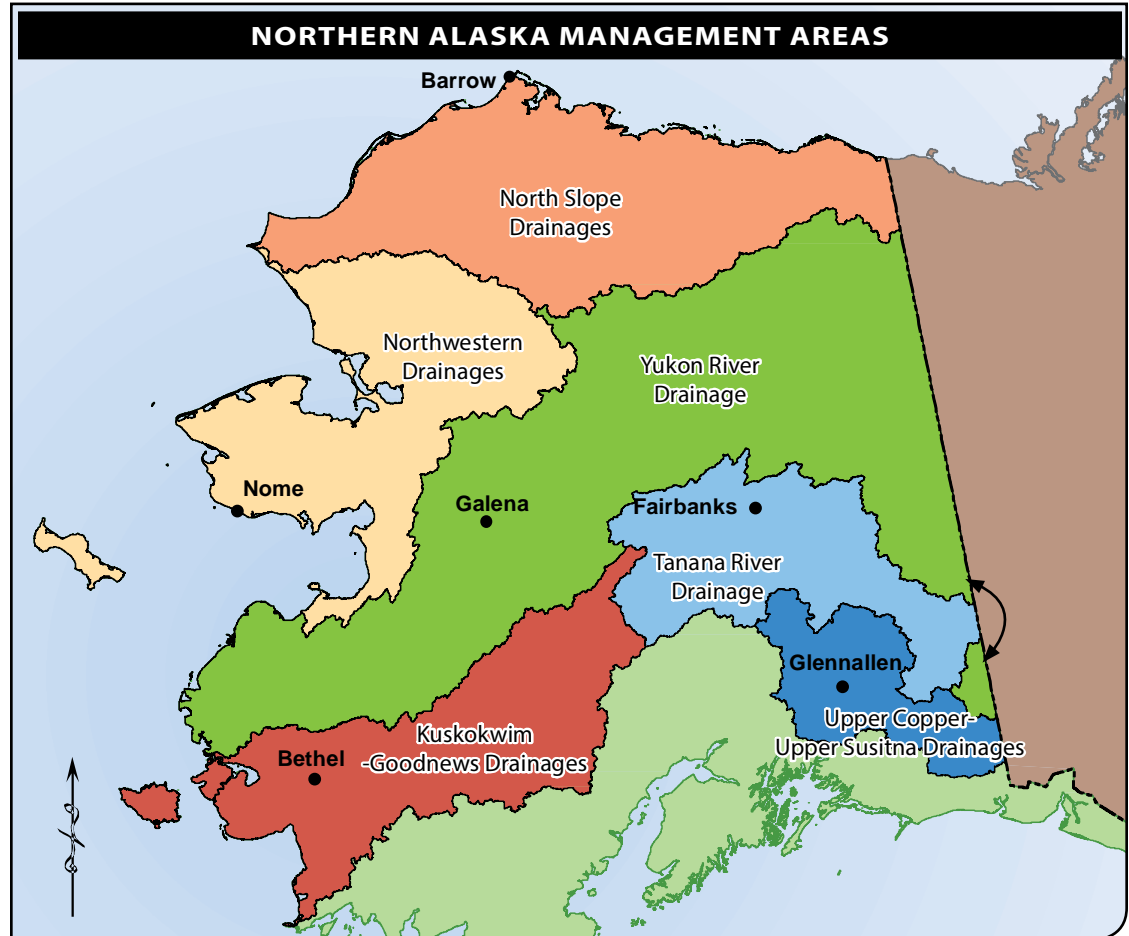 NORTHERN ALASKA MANAGEMENT AREAS
Barrow
North Slope
Drainages
Northwestern
Drainages
Yukon River
Drainage
Nome
Galena
Fairbanks
Tanana River
Drainage
Glennallen
Upper Copper-
Upper Susitna Drainages
Kuskokwim
-Goodnews Drainages
Bethel